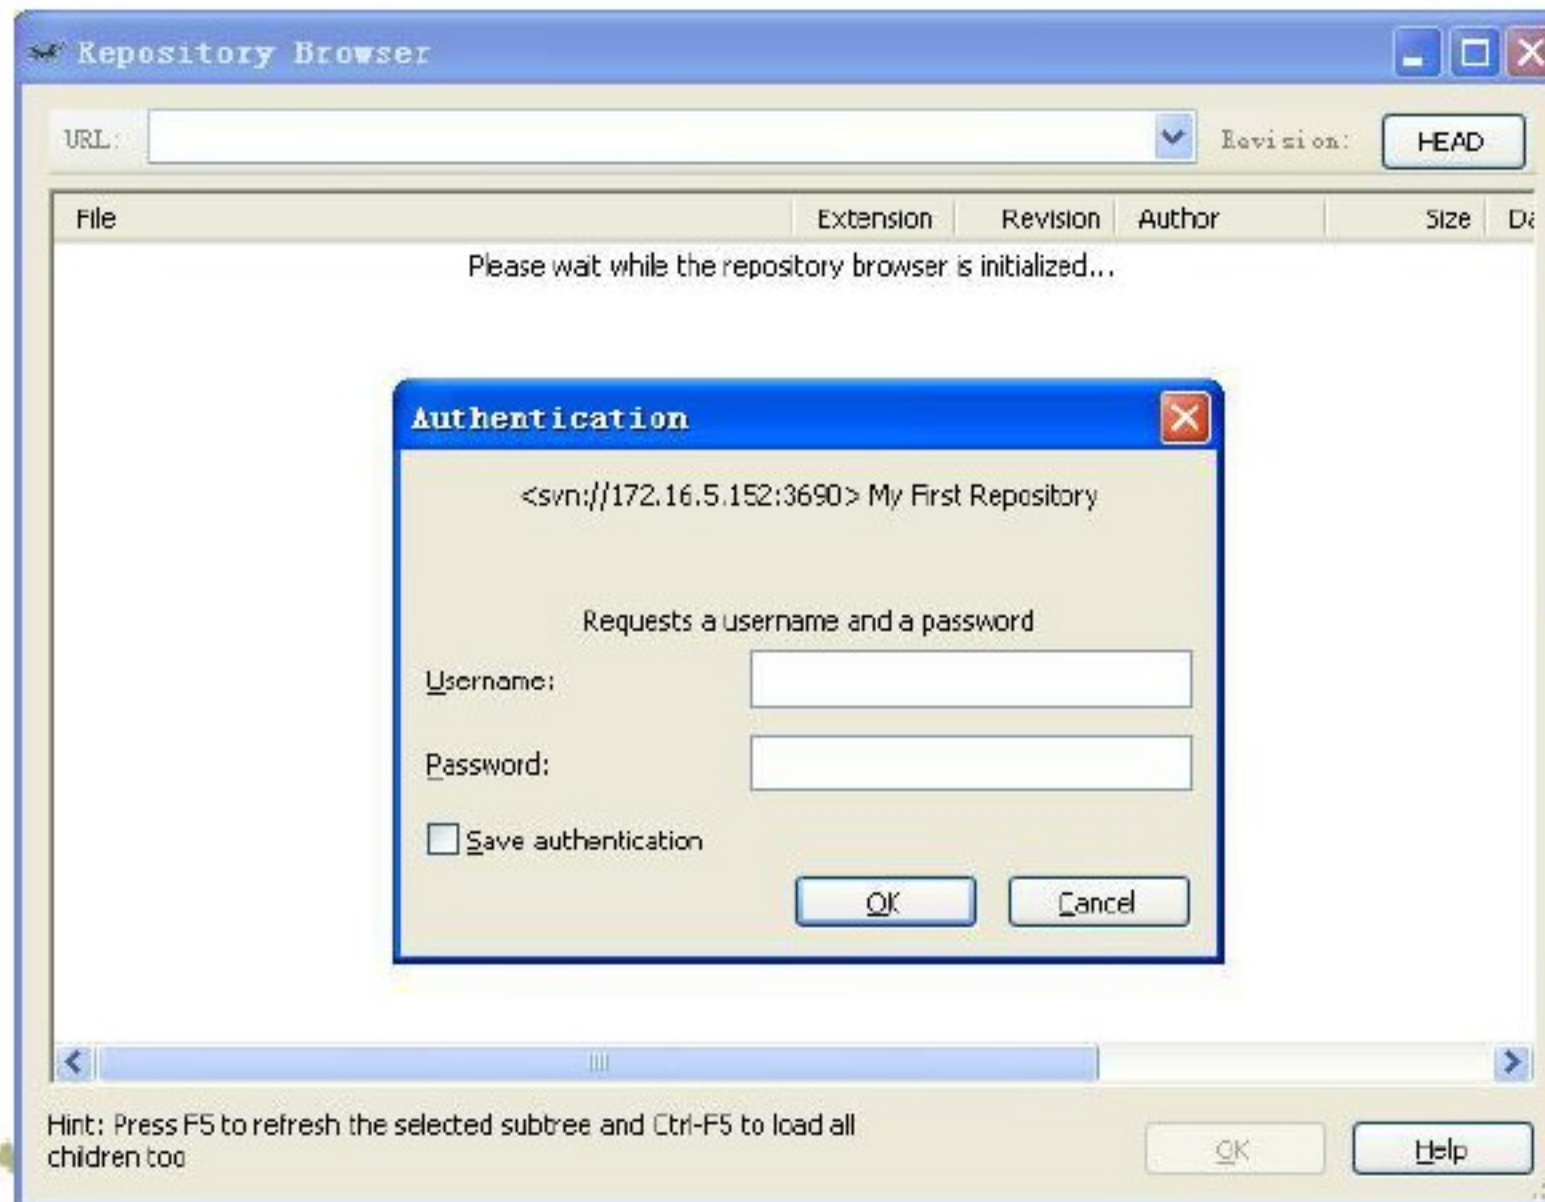 Repository Browser
URL:
Revision:
HEAD
File Extension Revision Author Size Da
Please wait while the repository browser is initialized...
Authentication
<svn://172.16.5.152:3690> My First Repository
Requests a username and a password
Username:
Password:
Save authentication
OK Cancel
Hint: Press F5 to refresh the selected subtree and Ctrl-F5 to load all
children too
OK Help